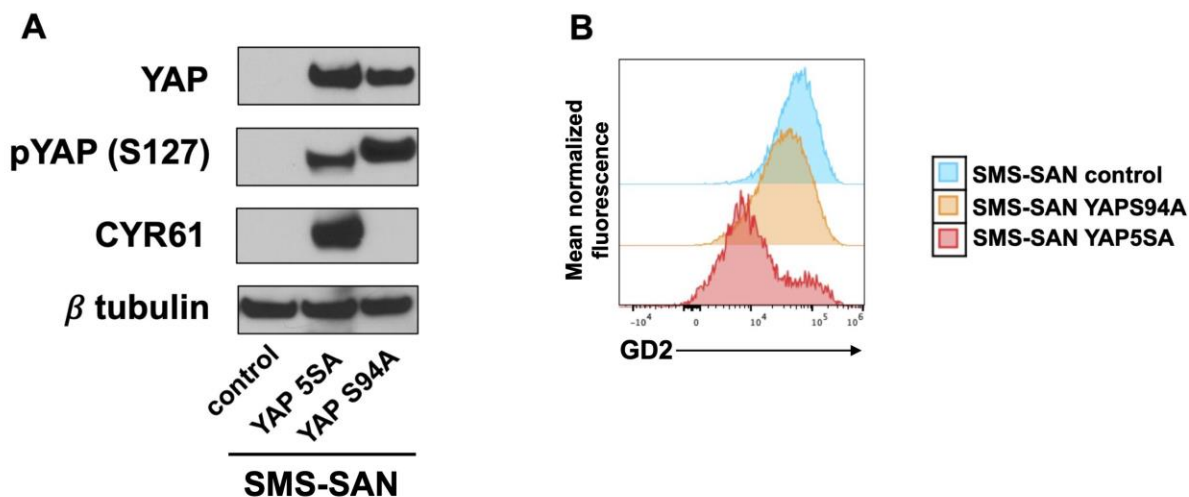 A
YAP
pYAP (S127)
CYR61
β tubulin
control
YAP 5SA
YAP S94A
SMS-SAN
B
Mean normalized
fluorescence
-10⁴ 0 10⁴ 10⁵ 10⁶
GD2
SMS-SAN control
SMS-SAN YAPS94A
SMS-SAN YAP5SA